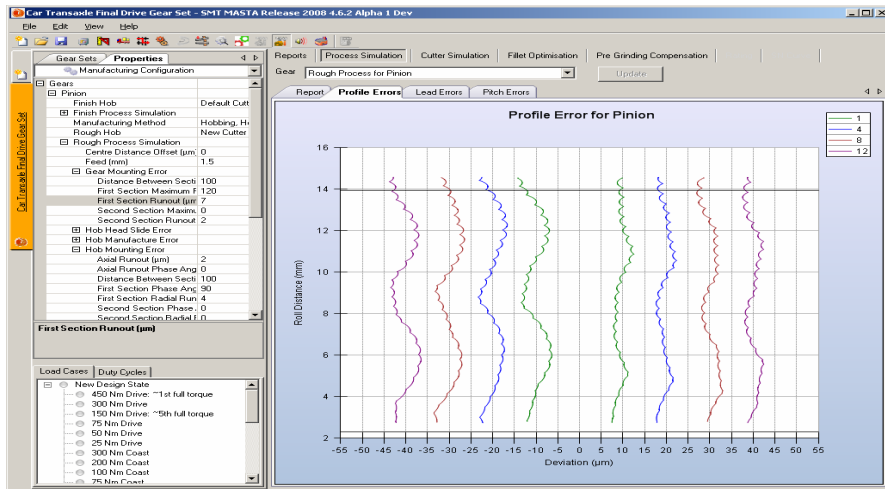 Car Transaxle Final Drive Gear Set - SMT MASTA Release 2008 4.6.2 Alpha 1 Dev
File Edit View Help
Car Transaxle Final Drive Gear Set
Gear Sets Properties
Manufacturing Configuration
Gears
Pinion
Finish Hob Default Cutt
Finish Process Simulation
Manufacturing Method Hobbing, H
Rough Hob New Cutter
Rough Process Simulation
Centre Distance Offset (µm) 0
Feed (mm) 1.5
Gear Mounting Error
Distance Between Secti 100
First Section Maximum F 120
First Section Runout (µm 7
Second Section Maximu 0
Second Section Runout 2
Hob Head Slide Error
Hob Manufacture Error
Hob Mounting Error
Axial Runout (µm) 2
Axial Runout Phase Ang 0
Distance Between Secti 100
First Section Phase Ang 90
First Section Radial Run 4
Second Section Phase 0
Second Section Radial 0
First Section Runout (µm)
Load Cases Duty Cycles
New Design State
450 Nm Drive: ~1st full torque
300 Nm Drive
150 Nm Drive: ~5th full torque
75 Nm Drive
50 Nm Drive
25 Nm Drive
300 Nm Coast
200 Nm Coast
100 Nm Coast
75 Nm Coast
Reports Process Simulation Cutter Simulation Fillet Optimisation Pre Grinding Compensation
Gear Rough Process for Pinion Update
Report Profile Errors Lead Errors Pitch Errors
Profile Error for Pinion
1
4
8
12
16
14
12
10
8
6
4
2
Roll Distance (mm)
-55 -50 -45 -40 -35 -30 -25 -20 -15 -10 -5 0 5 10 15 20 25 30 35 40 45 50 55
Deviation (µm)